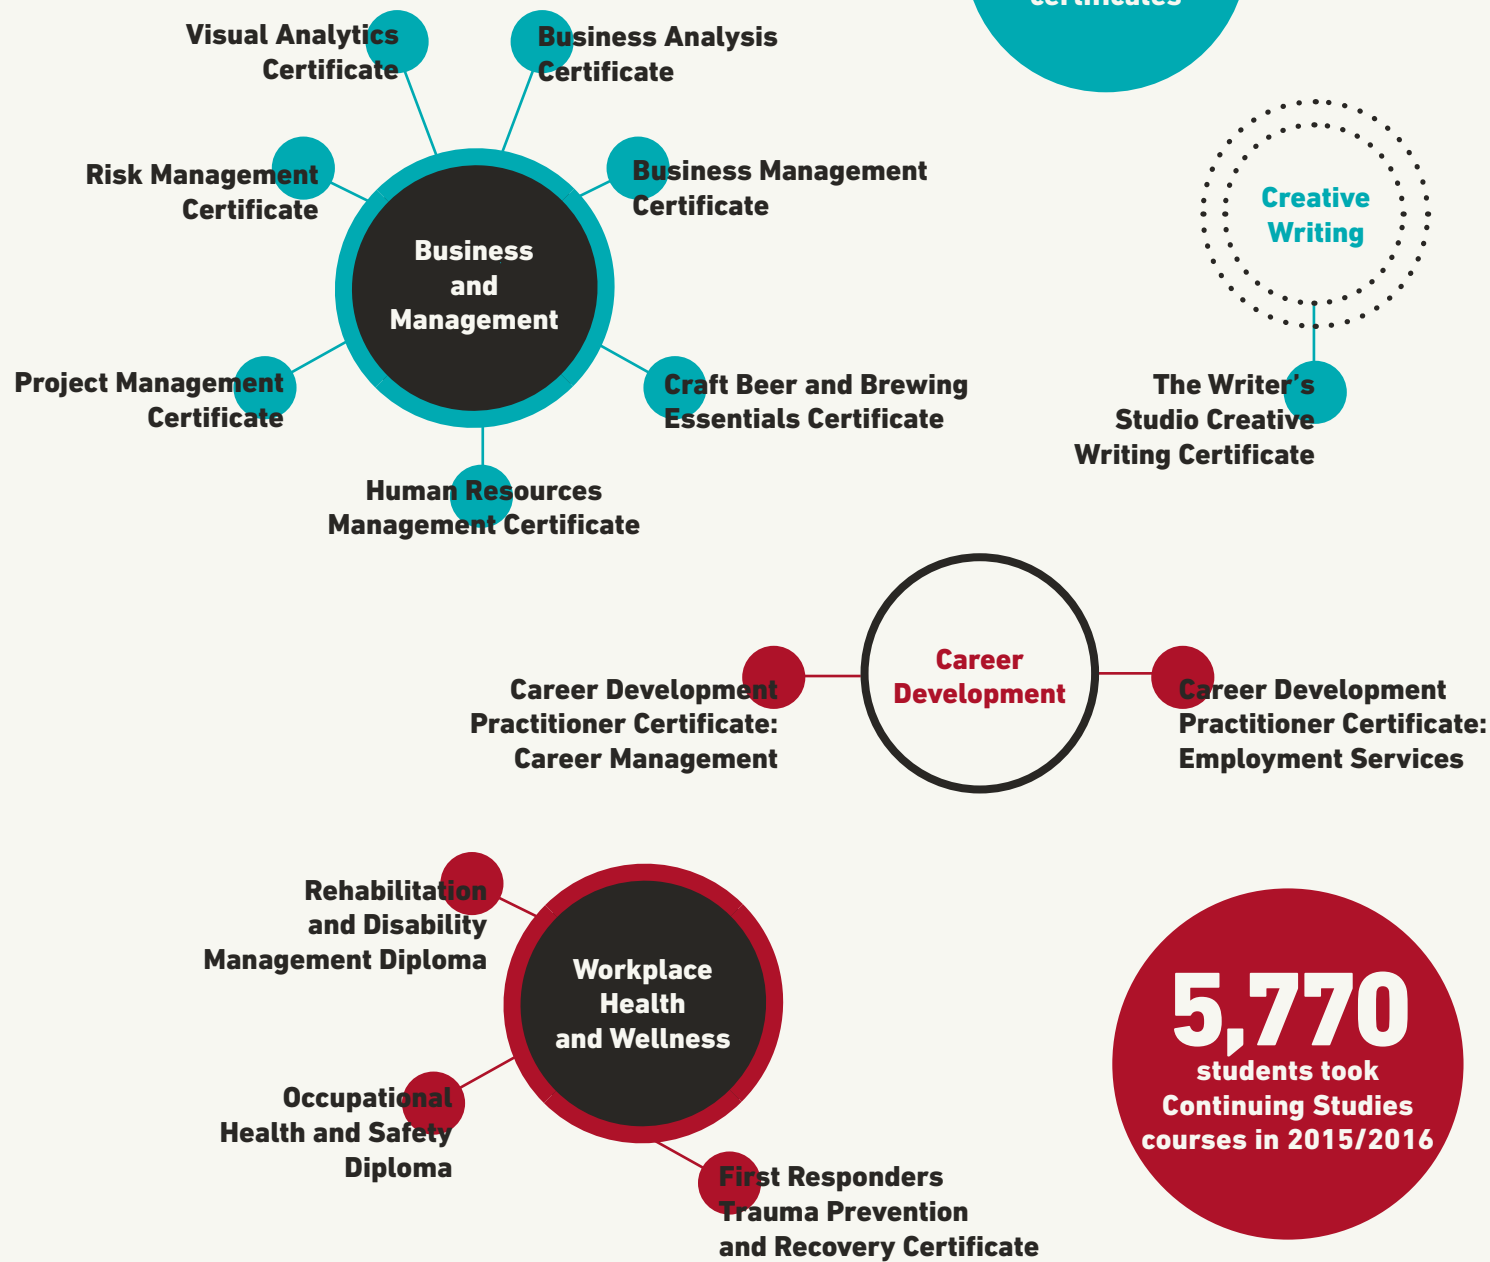 certificates
Visual Analytics
Certificate
Business Analysis
Certificate
Risk Management
Certificate
Business Management
Certificate
Business
and
Management
Creative
Writing
Project Management
Certificate
Craft Beer and Brewing
Essentials Certificate
The Writer’s
Studio Creative
Writing Certificate
Human Resources
Management Certificate
Career
Development
Career Development
Practitioner Certificate:
Career Management
Career Development
Practitioner Certificate:
Employment Services
Rehabilitation
and Disability
Management Diploma
Workplace
Health
and Wellness
Occupational
Health and Safety
Diploma
First Responders
Trauma Prevention
and Recovery Certificate
5,770
students took
Continuing Studies
courses in 2015/2016